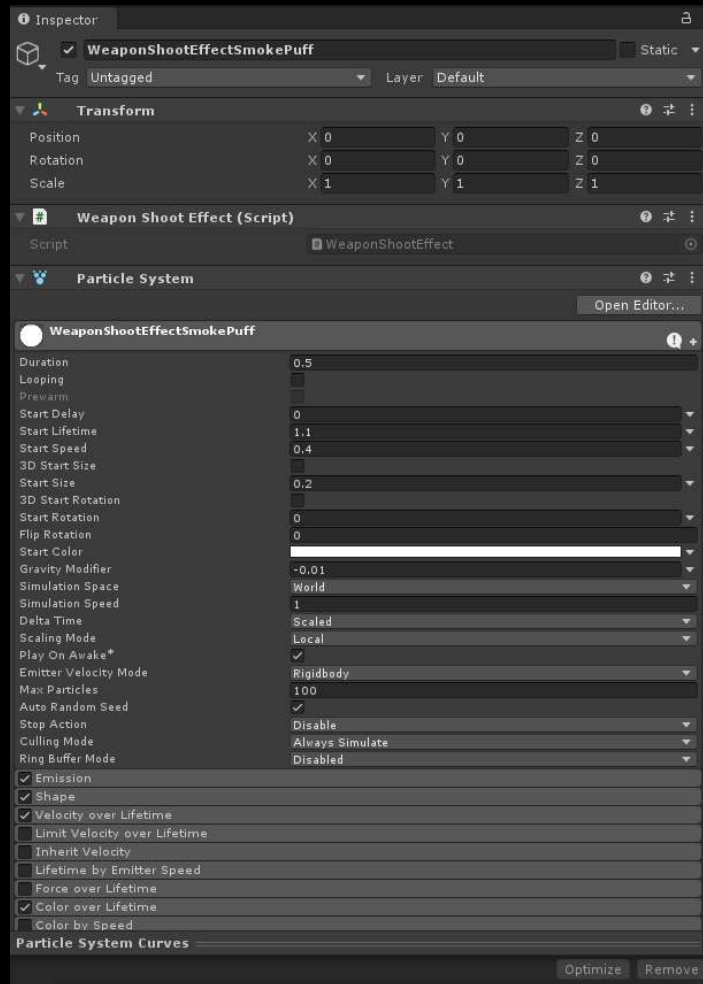 Inspector
WeaponShootEffectSmokePuff Static
Tag Untagged Layer Default
Transform
Position X 0 Y 0 Z 0
Rotation X 0 Y 0 Z 0
Scale X 1 Y 1 Z 1
# Weapon Shoot Effect (Script)
Script WeaponShootEffect
Particle System
Open Editor...
WeaponShootEffectSmokePuff
Duration 0.5
Looping
Prewarm
Start Delay 0
Start Lifetime 1.1
Start Speed 0.4
3D Start Size
Start Size 0.2
3D Start Rotation
Start Rotation 0
Flip Rotation 0
Start Color
Gravity Modifier -0.01
Simulation Space World
Simulation Speed 1
Delta Time Scaled
Scaling Mode Local
Play On Awake*
Emitter Velocity Mode Rigidbody
Max Particles 100
Auto Random Seed
Stop Action Disable
Culling Mode Always Simulate
Ring Buffer Mode Disabled
Emission
Shape
Velocity over Lifetime
Limit Velocity over Lifetime
Inherit Velocity
Lifetime by Emitter Speed
Force over Lifetime
Color over Lifetime
Color by Speed
Particle System Curves
Optimize Remove